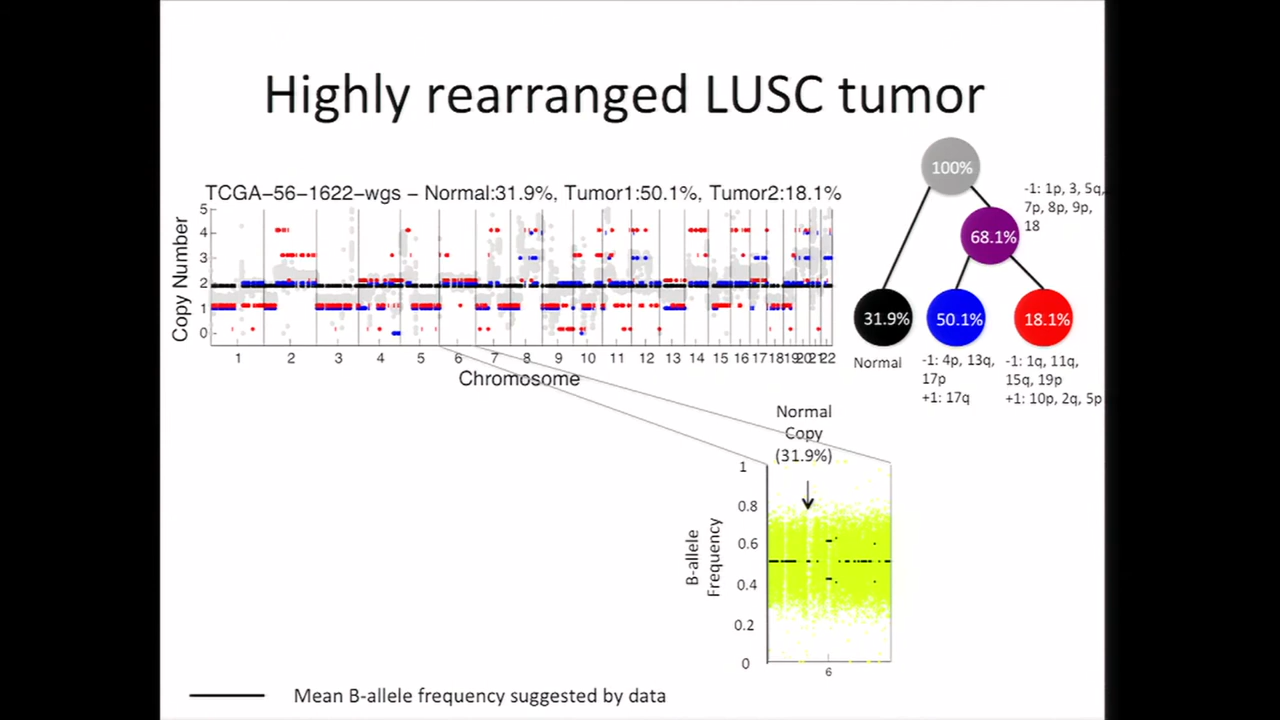 Highly rearranged LUSC tumor
TCGA−56−1622−wgs − Normal:31.9%, Tumor1:50.1%, Tumor2:18.1%
Copy Number
5
4
3
2
1
0
1 2 3 4 5 6 7 8 9 10 11 12 13 14 15 16 17 18 19 20 21 22
Chromosome
100%
-1: 1p, 3, 5q,
7p, 8p, 9p,
18
68.1%
31.9%
50.1%
18.1%
Normal
-1: 4p, 13q,
17p
+1: 17q
-1: 1q, 11q,
15q, 19p
+1: 10p, 2q, 5p
Normal
Copy
(31.9%)
B-allele
Frequency
1
0.8
0.6
0.4
0.2
0
6
Mean B-allele frequency suggested by data